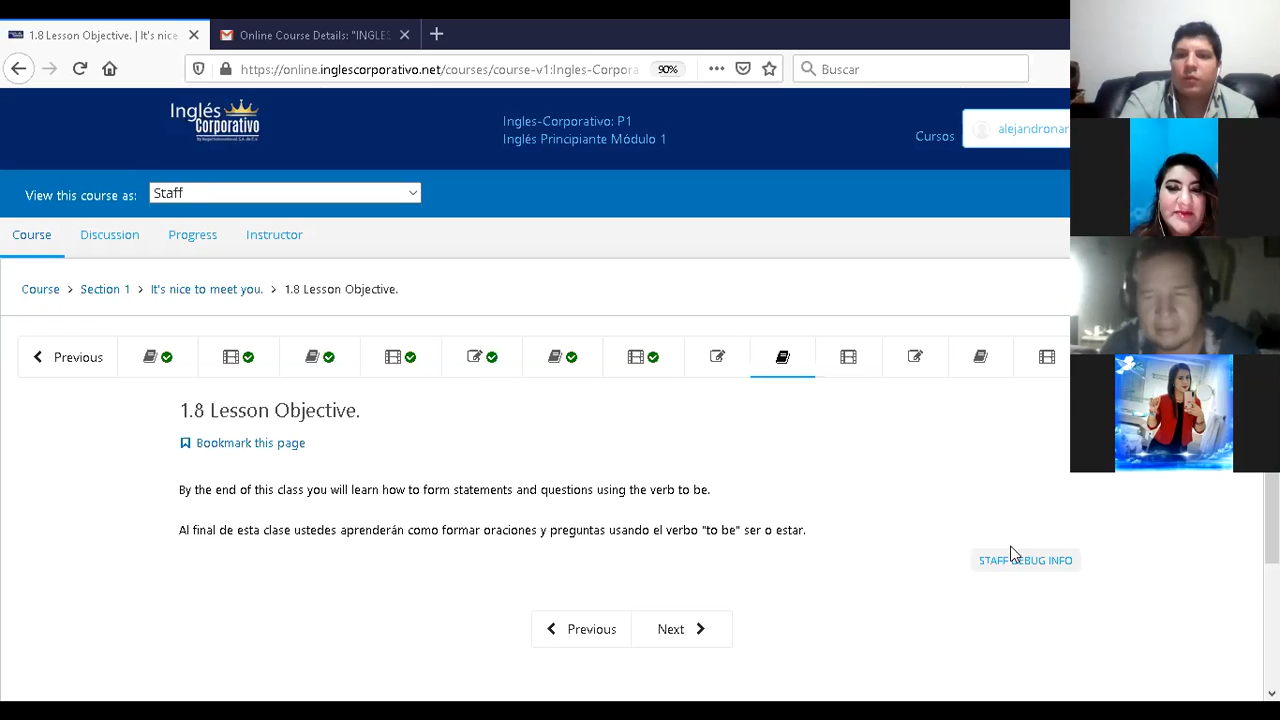 1.8 Lesson Objective. | It's nice
Online Course Details: "INGLES
https://online.inglescorporativo.net/courses/course-v1:Ingles-Corpora
90%
Buscar
Inglés
Corporativo
Ingles-Corporativo: P1
Inglés Principiante Módulo 1
Cursos
alejandronar
View this course as:
Staff
Course
Discussion
Progress
Instructor
Course > Section 1 > It's nice to meet you. > 1.8 Lesson Objective.
Previous
1.8 Lesson Objective.
Bookmark this page
By the end of this class you will learn how to form statements and questions using the verb to be.
Al final de esta clase ustedes aprenderán como formar oraciones y preguntas usando el verbo "to be" ser o estar.
STAFF DEBUG INFO
Previous
Next